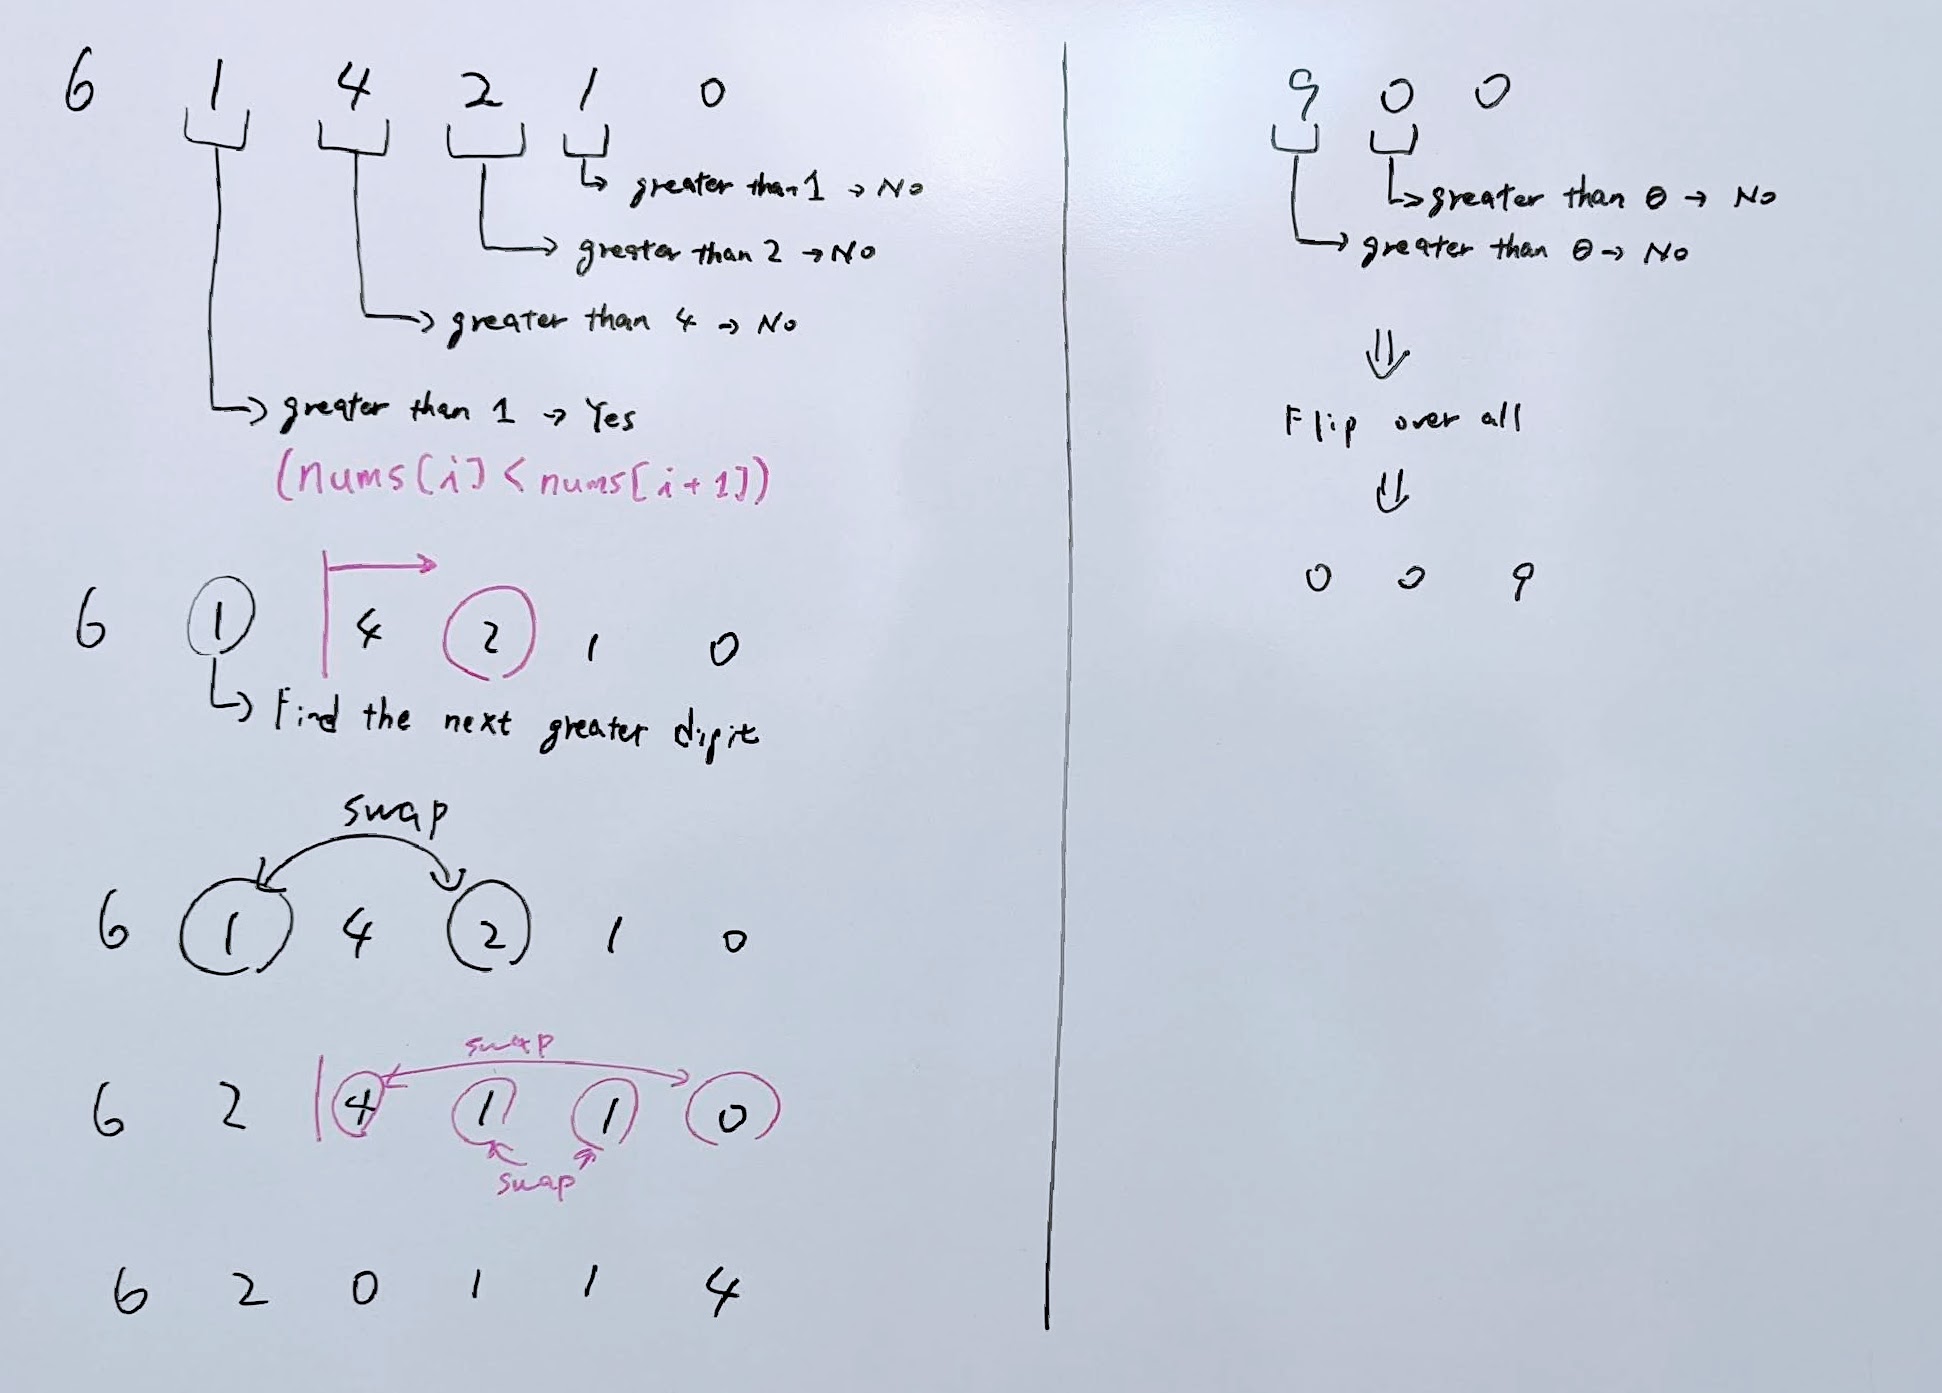 6 1 4 2 1 0
greater than 1 → No
greater than 2 → No
greater than 4 → No
greater than 1 → Yes
(nums[i] < nums[i+1])
6 1 4 2 1 0
Find the next greater digit
swap
6 1 4 2 1 0
swap
6 2 4 1 1 0
swap
6 2 0 1 1 4
9 0 0
greater than 0 → No
greater than 0 → No
Flip over all
0 0 9